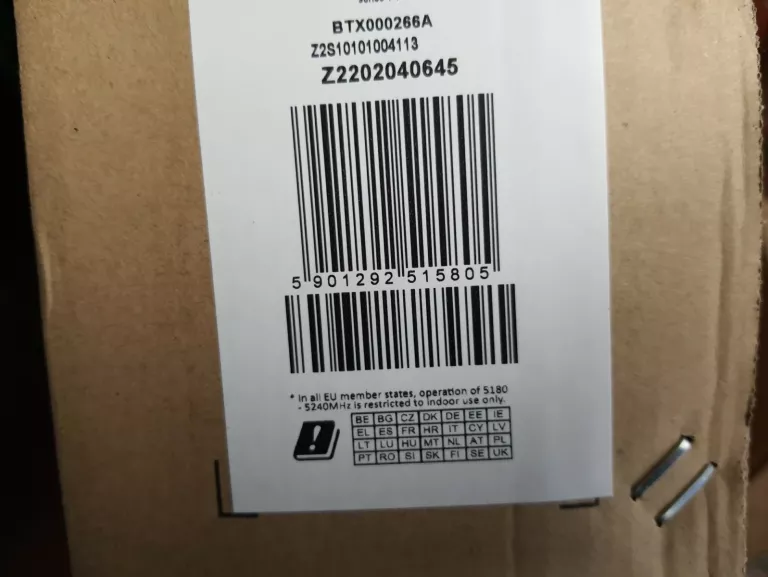 BTX000266A
Z2S10101004113
Z2202040645
5 901292 515805
* In all EU member states, operation of 5180
- 5240MHz is restricted to indoor use only.
BE BG CZ DK DE EE IE
EL ES FR HR IT CY LV
LT LU HU MT NL AT PL
PT RO SI SK FI SE UK